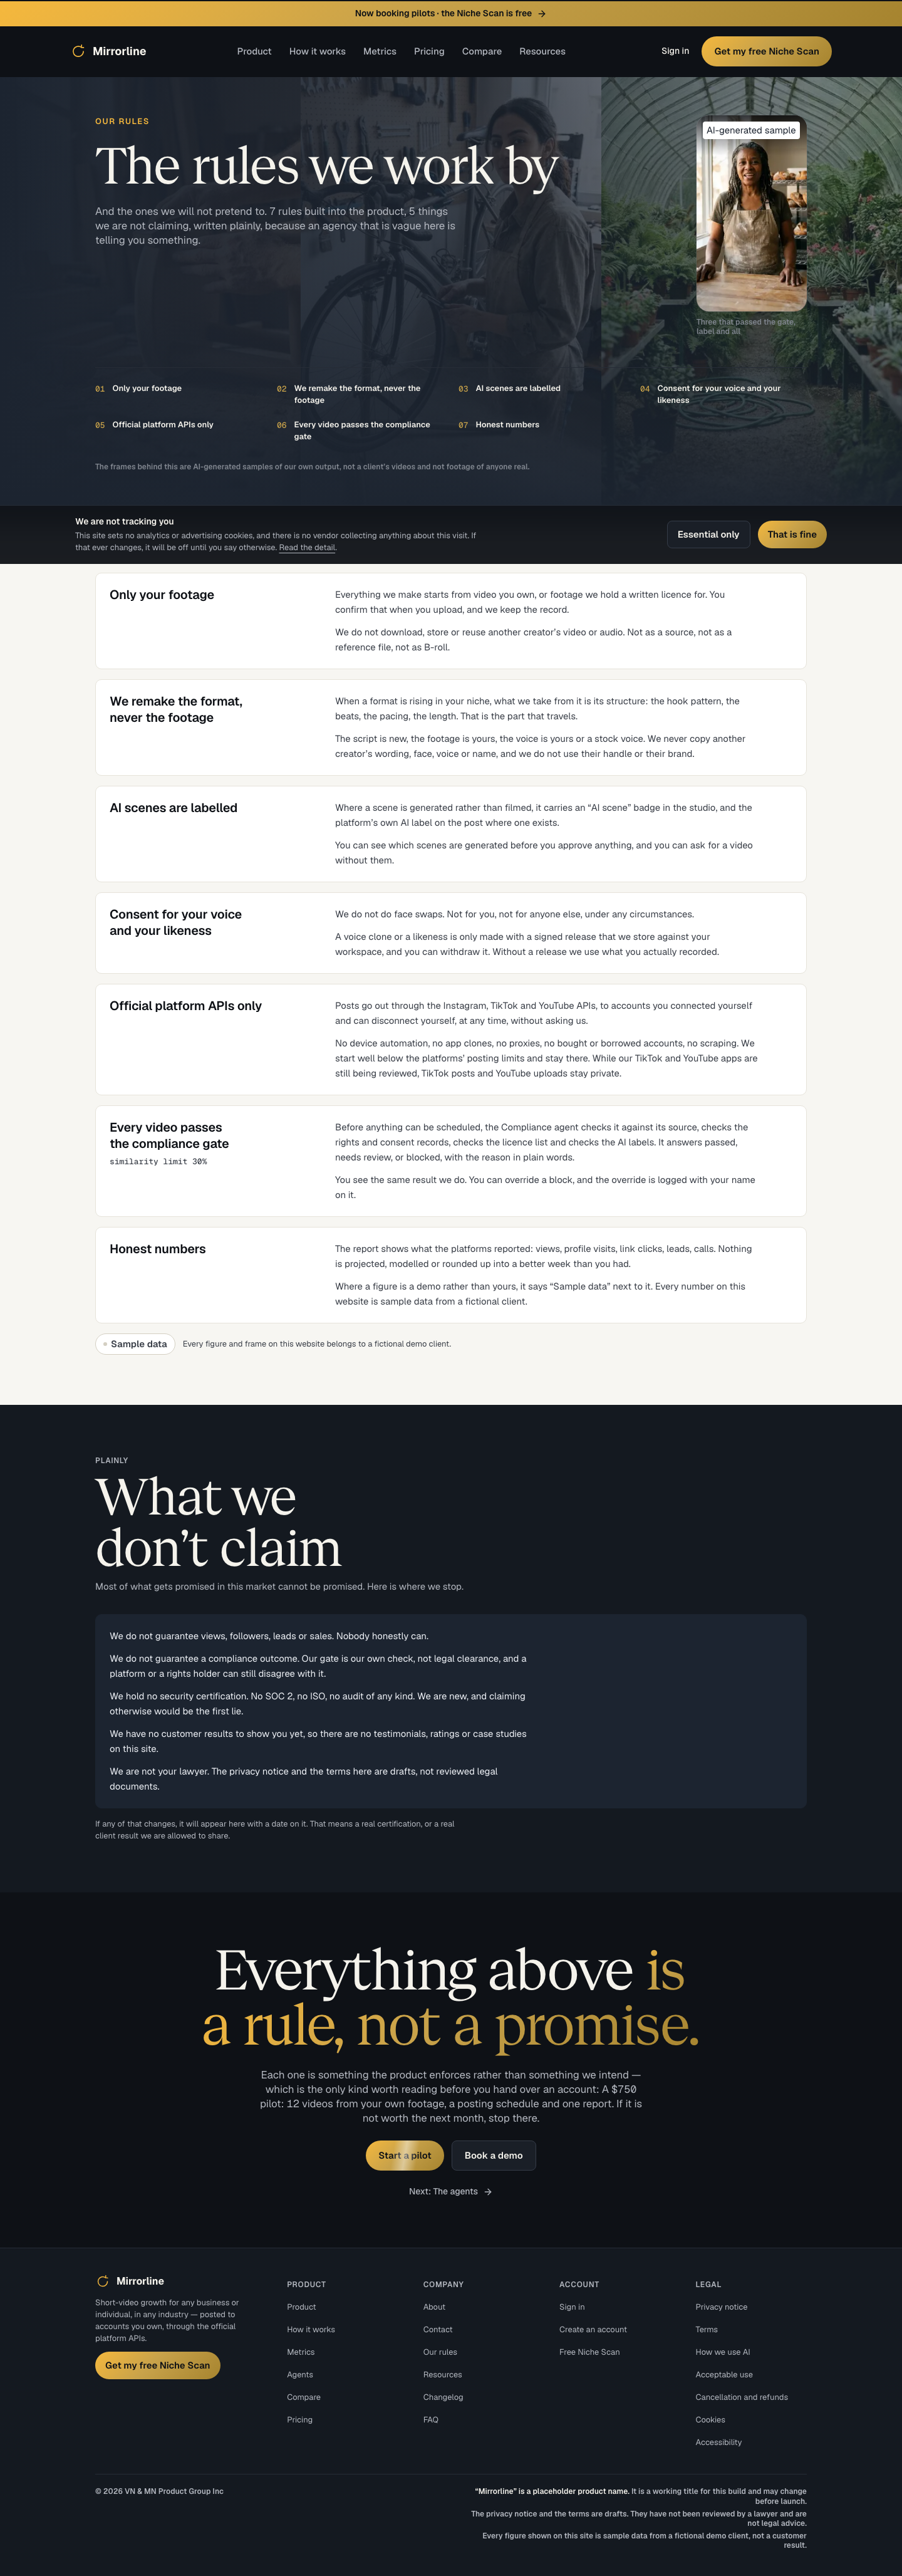 Now booking pilots · the Niche Scan is free →
Mirrorline
Product
How it works
Metrics
Pricing
Compare
Resources
Sign in
Get my free Niche Scan
OUR RULES
The rules we work by
And the ones we will not pretend to. 7 rules built into the product, 5 things
we are not claiming, written plainly, because an agency that is vague here is
telling you something.
AI-generated sample
Three that passed the gate,
label and all
01 Only your footage
02 We remake the format, never the
footage
03 AI scenes are labelled
04 Consent for your voice and your
likeness
05 Official platform APIs only
06 Every video passes the compliance
gate
07 Honest numbers
The frames behind this are AI-generated samples of our own output, not a client's videos and not footage of anyone real.
We are not tracking you
This site sets no analytics or advertising cookies, and there is no vendor collecting anything about this visit. If
that ever changes, it will be off until you say otherwise. Read the detail.
Essential only
That is fine
Only your footage
Everything we make starts from video you own, or footage we hold a written licence for. You
confirm that when you upload, and we keep the record.
We do not download, store or reuse another creator's video or audio. Not as a source, not as a
reference file, not as B-roll.
We remake the format,
never the footage
When a format is rising in your niche, what we take from it is its structure: the hook pattern, the
beats, the pacing, the length. That is the part that travels.
The script is new, the footage is yours, the voice is yours or a stock voice. We never copy another
creator's wording, face, voice or name, and we do not use their handle or their brand.
AI scenes are labelled
Where a scene is generated rather than filmed, it carries an “AI scene” badge in the studio, and the
platform's own AI label on the post where one exists.
You can see which scenes are generated before you approve anything, and you can ask for a video
without them.
Consent for your voice
and your likeness
We do not do face swaps. Not for you, not for anyone else, under any circumstances.
A voice clone or a likeness is only made with a signed release that we store against your
workspace, and you can withdraw it. Without a release we use what you actually recorded.
Official platform APIs only
Posts go out through the Instagram, TikTok and YouTube APIs, to accounts you connected yourself
and can disconnect yourself, at any time, without asking us.
No device automation, no app clones, no proxies, no bought or borrowed accounts, no scraping. We
start well below the platforms' posting limits and stay there. While our TikTok and YouTube apps are
still being reviewed, TikTok posts and YouTube uploads stay private.
Every video passes
the compliance gate
similarity limit 30%
Before anything can be scheduled, the Compliance agent checks it against its source, checks the
rights and consent records, checks the licence list and checks the AI labels. It answers passed,
needs review, or blocked, with the reason in plain words.
You see the same result we do. You can override a block, and the override is logged with your name
on it.
Honest numbers
The report shows what the platforms reported: views, profile visits, link clicks, leads, calls. Nothing
is projected, modelled or rounded up into a better week than you had.
Where a figure is a demo rather than yours, it says “Sample data” next to it. Every number on this
website is sample data from a fictional client.
Sample data
Every figure and frame on this website belongs to a fictional demo client.
PLAINLY
What we
don't claim
Most of what gets promised in this market cannot be promised. Here is where we stop.
We do not guarantee views, followers, leads or sales. Nobody honestly can.
We do not guarantee a compliance outcome. Our gate is our own check, not legal clearance, and a
platform or a rights holder can still disagree with it.
We hold no security certification. No SOC 2, no ISO, no audit of any kind. We are new, and claiming
otherwise would be the first lie.
We have no customer results to show you yet, so there are no testimonials, ratings or case studies
on this site.
We are not your lawyer. The privacy notice and the terms here are drafts, not reviewed legal
documents.
If any of that changes, it will appear here with a date on it. That means a real certification, or a real
client result we are allowed to share.
Everything above is
a rule, not a promise.
Each one is something the product enforces rather than something we intend —
which is the only kind worth reading before you hand over an account: A $750
pilot: 12 videos from your own footage, a posting schedule and one report. If it is
not worth the next month, stop there.
Start a pilot
Book a demo
Next: The agents →
Mirrorline
Short-video growth for any business or
individual, in any industry — posted to
accounts you own, through the official
platform APIs.
Get my free Niche Scan
PRODUCT
Product
How it works
Metrics
Agents
Compare
Pricing
COMPANY
About
Contact
Our rules
Resources
Changelog
FAQ
ACCOUNT
Sign in
Create an account
Free Niche Scan
LEGAL
Privacy notice
Terms
How we use AI
Acceptable use
Cancellation and refunds
Cookies
Accessibility
© 2026 VN & MN Product Group Inc
“Mirrorline” is a placeholder product name. It is a working title for this build and may change
before launch.
The privacy notice and the terms are drafts. They have not been reviewed by a lawyer and are
not legal advice.
Every figure shown on this site is sample data from a fictional demo client, not a customer
result.